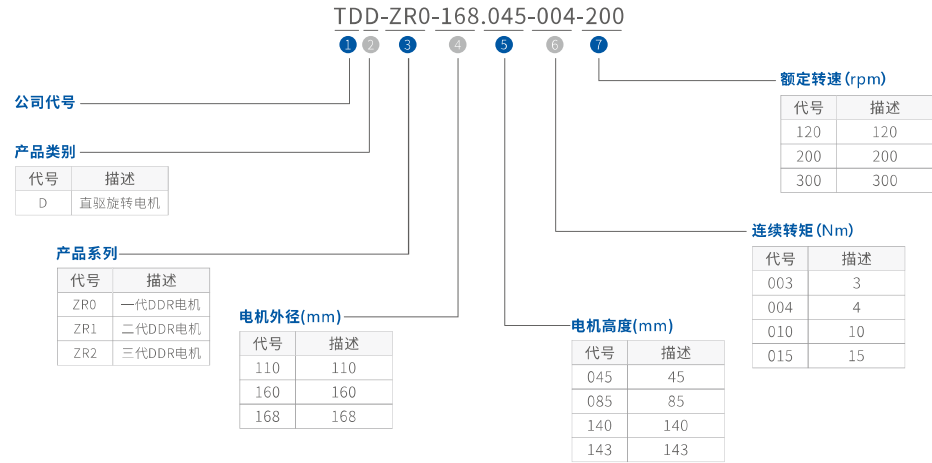 TDD-ZR0-168.045-004-200
1 2 3 4 5 6 7
额定转速(rpm)
代号 描述
120 120
200 200
300 300
公司代号
产品类别
代号 描述
D 直驱旋转电机
连续转矩(Nm)
代号 描述
003 3
004 4
010 10
015 15
产品系列
代号 描述
ZR0 一代DDR电机
ZR1 二代DDR电机
ZR2 三代DDR电机
电机外径(mm)
代号 描述
110 110
160 160
168 168
电机高度(mm)
代号 描述
045 45
085 85
140 140
143 143